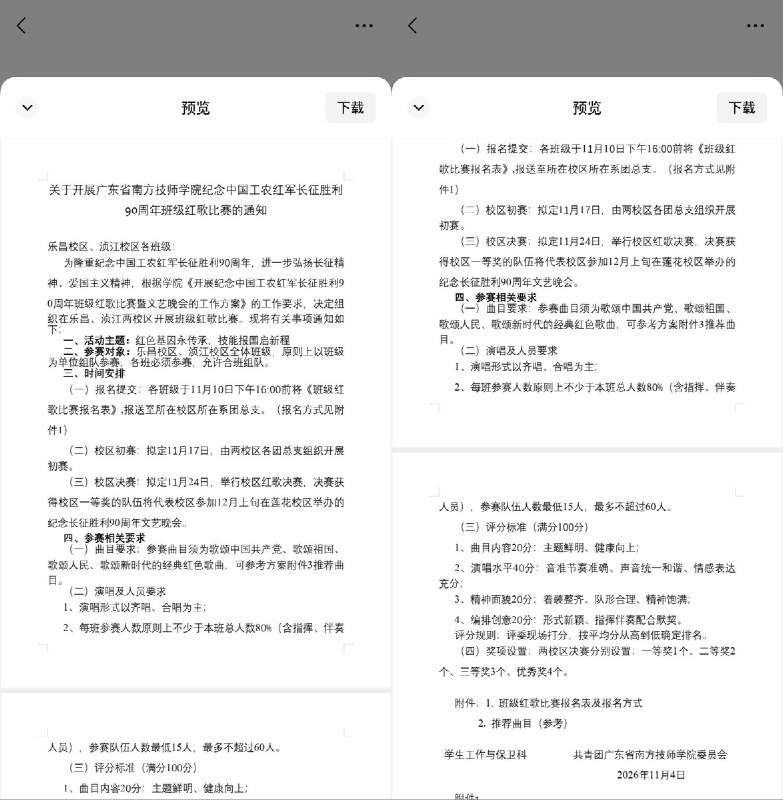 预览
下载
关于开展广东省南方技师学院纪念中国工农红军长征胜利
90周年班级红歌比赛的通知
乐昌校区、浈江校区各班级：
为隆重纪念中国工农红军长征胜利90周年，进一步弘扬长征精
神、爱国主义精神，根据学院《开展纪念中国工农红军长征胜利9
0周年班级红歌比赛暨文艺晚会的工作方案》的工作要求，决定组
织在乐昌、浈江两校区开展班级红歌比赛。现将有关事项通知如
下：
一、活动主题：红色基因永传承，技能报国启新程
二、参赛对象：乐昌校区、浈江校区全体班级，原则上以班级
为单位组队参赛，各班必须参赛，允许合班组队。
三、时间安排
（一）报名提交：各班级于11月10日下午16:00前将《班级红
歌比赛报名表》,报送至所在校区所在系团总支。（报名方式见附
件1）
（二）校区初赛：拟定11月17日，由两校区各团总支组织开展
初赛。
（三）校区决赛：拟定11月24日，举行校区红歌决赛，决赛获
得校区一等奖的队伍将代表校区参加12月上旬在莲花校区举办的
纪念长征胜利90周年文艺晚会。
四、参赛相关要求
（一）曲目要求：参赛曲目须为歌颂中国共产党、歌颂祖国、
歌颂人民、歌颂新时代的经典红色歌曲，可参考方案附件3推荐曲
目。
（二）演唱及人员要求
1、演唱形式以齐唱、合唱为主；
2、每班参赛人数原则上不少于本班总人数80%（含指挥、伴奏
人员），参赛队伍人数最低15人，最多不超过60人。
（三）评分标准（满分100分）
1、曲目内容20分：主题鲜明、健康向上；
预览
下载
（一）报名提交：各班级于11月10日下午16:00前将《班级红
歌比赛报名表》,报送至所在校区所在系团总支。（报名方式见附
件1）
（二）校区初赛：拟定11月17日，由两校区各团总支组织开展
初赛。
（三）校区决赛：拟定11月24日，举行校区红歌决赛，决赛获
得校区一等奖的队伍将代表校区参加12月上旬在莲花校区举办的
纪念长征胜利90周年文艺晚会。
四、参赛相关要求
（一）曲目要求：参赛曲目须为歌颂中国共产党、歌颂祖国、
歌颂人民、歌颂新时代的经典红色歌曲，可参考方案附件3推荐曲
目。
（二）演唱及人员要求
1、演唱形式以齐唱、合唱为主；
2、每班参赛人数原则上不少于本班总人数80%（含指挥、伴奏
人员），参赛队伍人数最低15人，最多不超过60人。
（三）评分标准（满分100分）
1、曲目内容20分：主题鲜明、健康向上；
2、演唱水平40分：音准节奏准确、声音统一和谐、情感表达
充分；
3、精神面貌20分：着装整齐、队形合理、精神饱满；
4、编排创意20分：形式新颖、指挥伴奏配合默契。
评分规则：评委现场打分，按平均分从高到低确定排名。
（四）奖项设置：两校区决赛分别设置：一等奖1个、二等奖2
个、三等奖3个、优秀奖4个。
附件：1. 班级红歌比赛报名表及报名方式
2. 推荐曲目（参考）
学生工作与保卫科 共青团广东省南方技师学院委员会
2026年11月4日
附件：